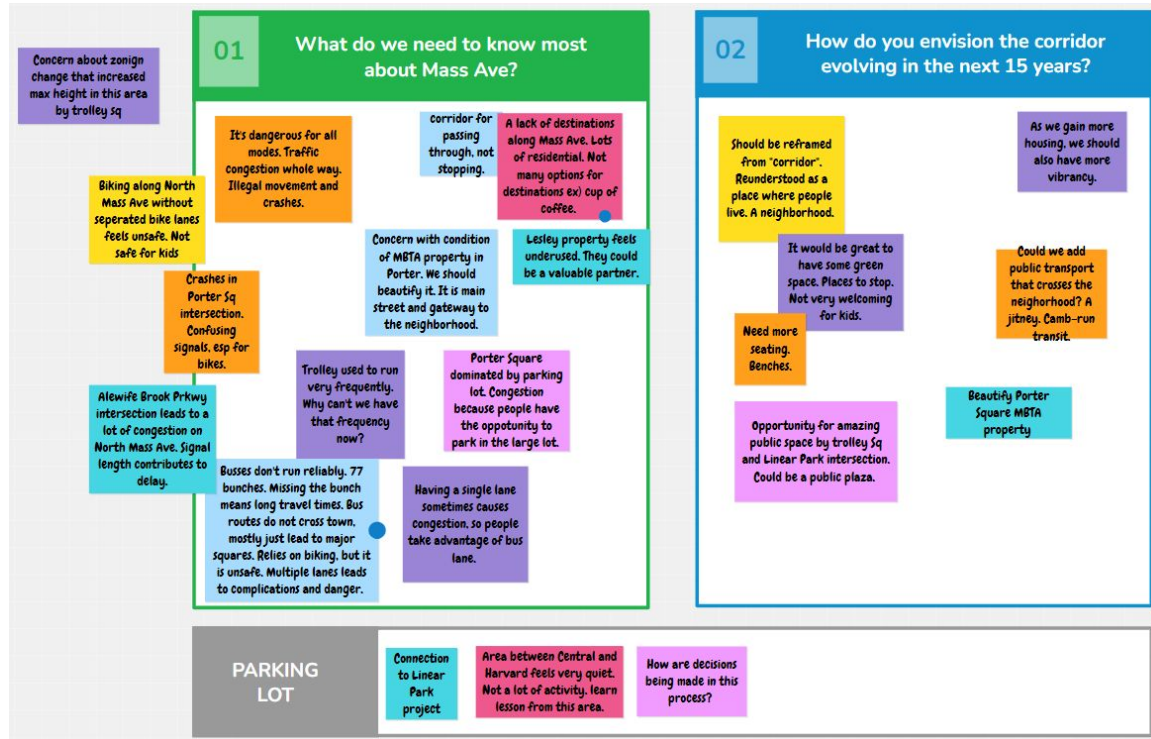 Concern about zonign
change that increased
max height in this area
by trolley sq
01
What do we need to know most
about Mass Ave?
It's dangerous for all
modes. Traffic
congestion whole way.
Illegal movement and
crashes.
corridor for
passing
through, not
stopping.
A lack of destinations
along Mass Ave. Lots
of residential. Not
many options for
destinations ex) cup of
coffee.
Biking along North
Mass Ave without
seperated bike lanes
feels unsafe. Not
safe for kids
Concern with condition
of MBTA property in
Porter. We should
beautify it. It is main
street and gateway to
the neighborhood.
Lesley property feels
underused. They could
be a valuable partner.
Crashes in
Porter Sq
intersection.
Confusing
signals, esp for
bikes.
Trolley used to run
very frequently.
Why can't we have
that frequency
now?
Porter Square
dominated by parking
lot. Congestion
because people have
the oppotunity to
park in the large lot.
Alewife Brook Prkwy
intersection leads to a
lot of congestion on
North Mass Ave. Signal
length contributes to
delay.
Busses don't run reliably. 77
bunches. Missing the bunch
means long travel times. Bus
routes do not cross town,
mostly just lead to major
squares. Relies on biking, but it
is unsafe. Multiple lanes leads
to complications and danger.
Having a single lane
sometimes causes
congestion, so people
take advantage of bus
lane.
02
How do you envision the corridor
evolving in the next 15 years?
Should be reframed
from "corridor".
Reunderstood as a
place where people
live. A neighborhood.
As we gain more
housing, we should
also have more
vibrancy.
It would be great to
have some green
space. Places to stop.
Not very welcoming
for kids.
Could we add
public transport
that crosses the
neighorhood? A
jitney. Camb-run
transit.
Need more
seating.
Benches.
Beautify Porter
Square MBTA
property
Opportunity for amazing
public space by trolley Sq
and Linear Park intersection.
Could be a public plaza.
PARKING
LOT
Connection
to Linear
Park
project
Area between Central and
Harvard feels very quiet.
Not a lot of activity, learn
lesson from this area.
How are decisions
being made in this
process?